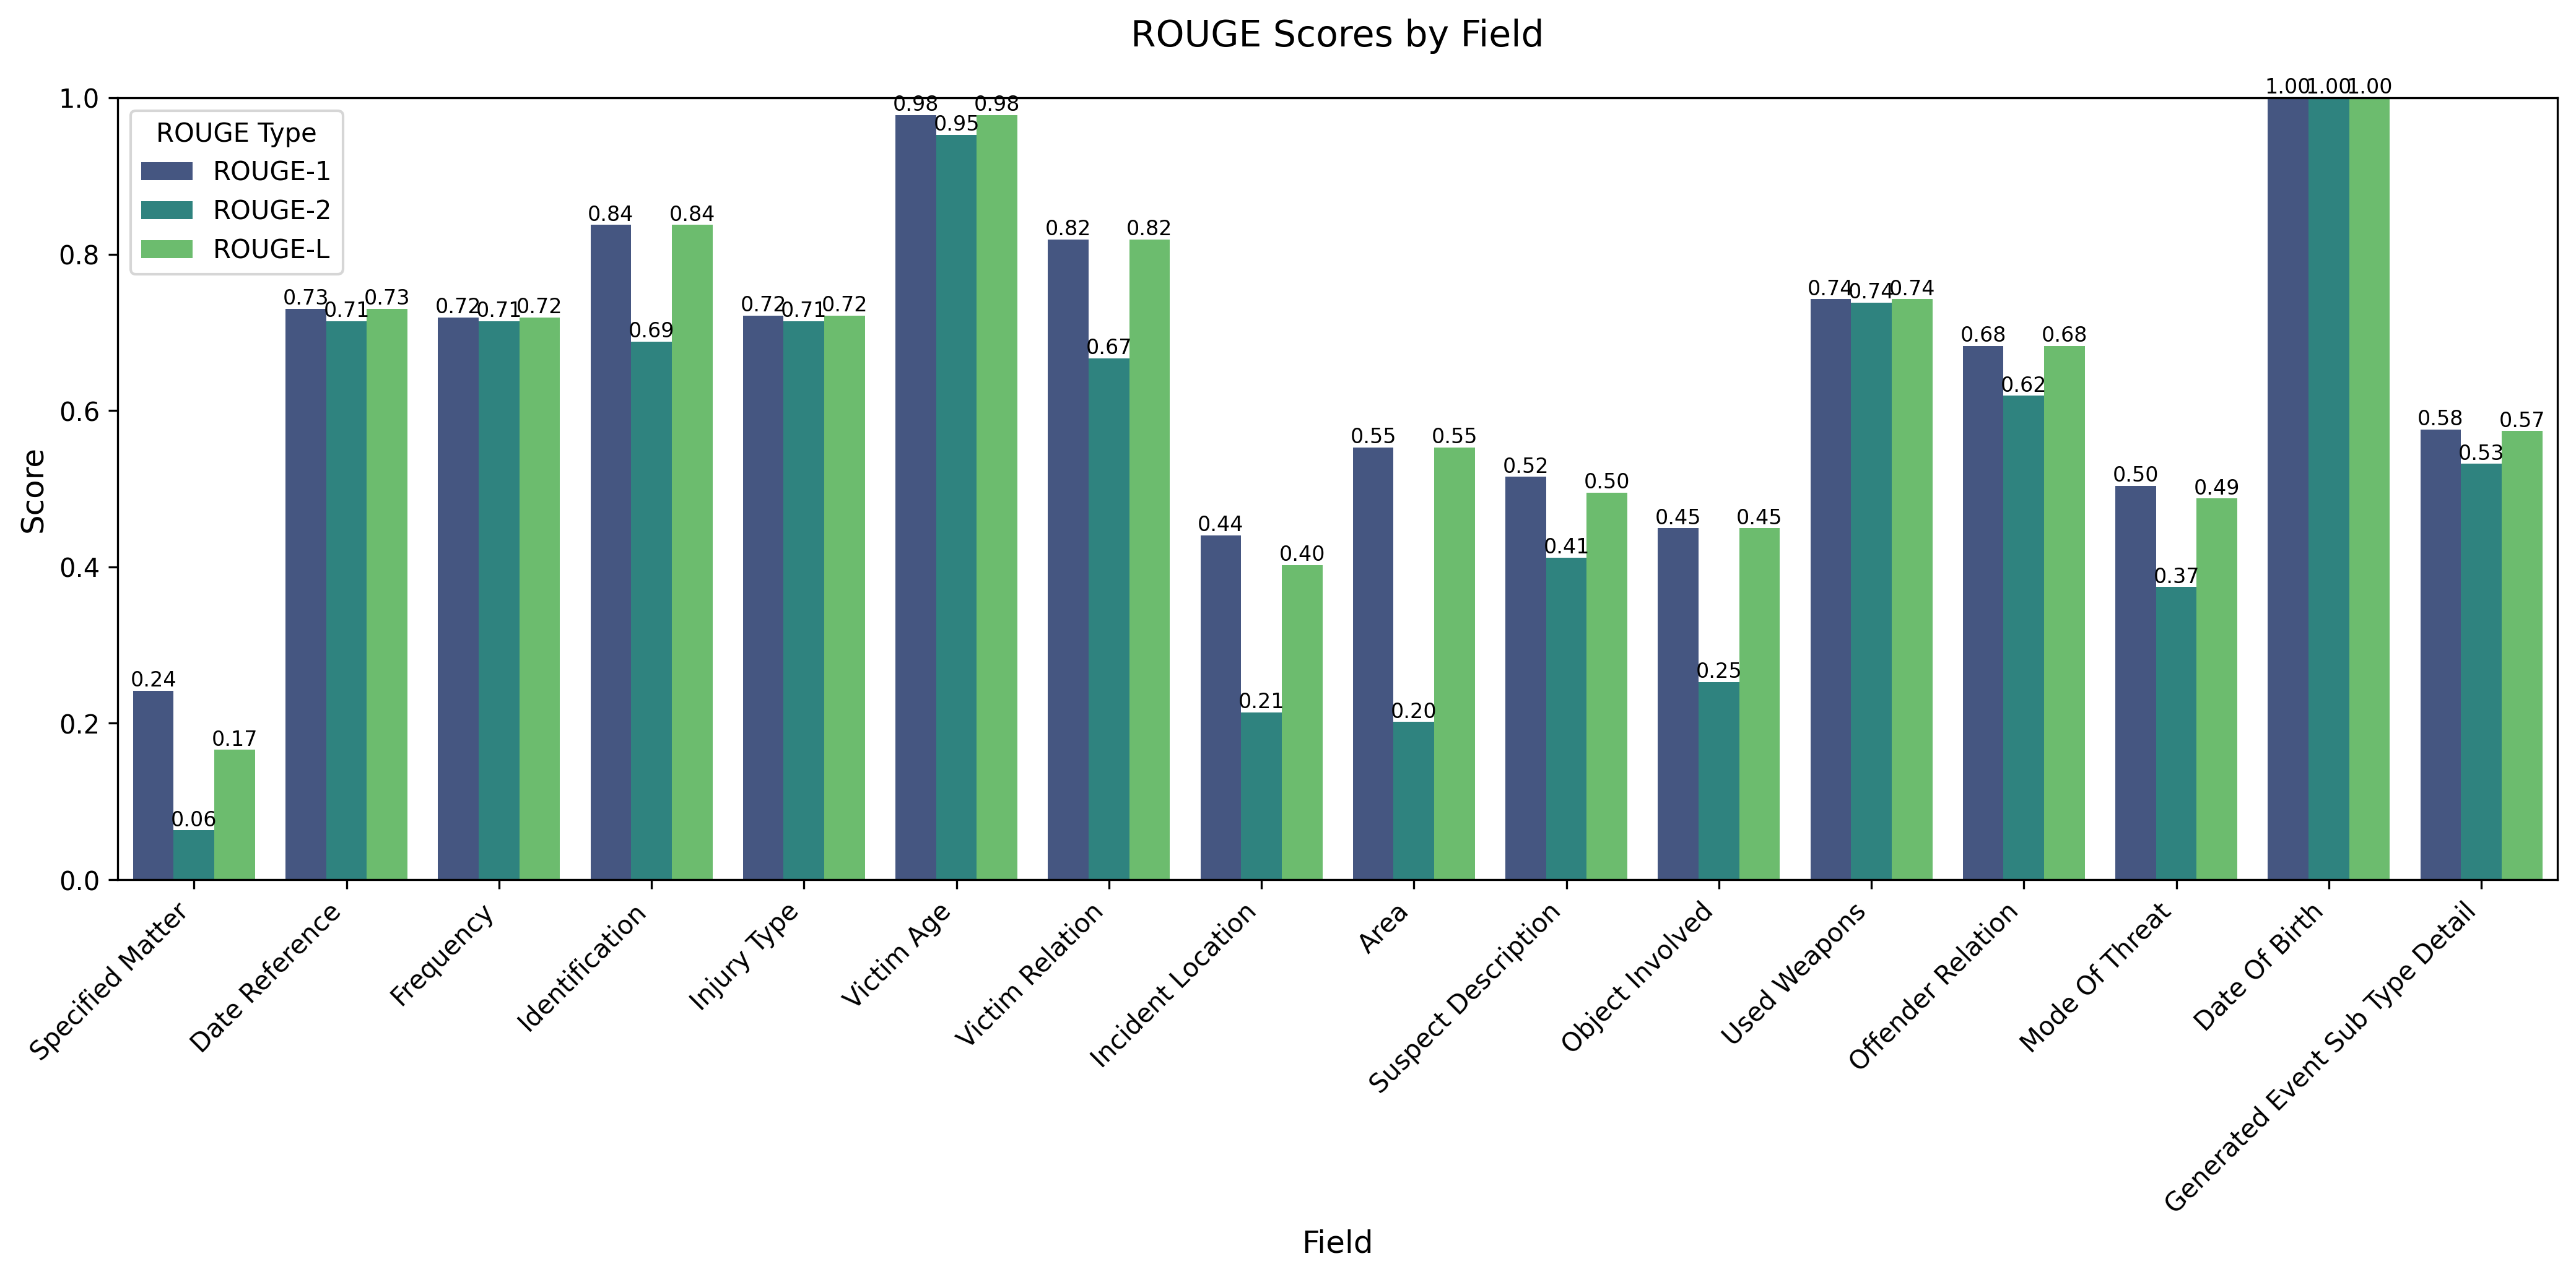 ROUGE Scores by Field
ROUGE Type
ROUGE-1
ROUGE-2
ROUGE-L
Score
1.0
0.8
0.6
0.4
0.2
0.0
0.24 0.06 0.17
0.73 0.71 0.73
0.72 0.71 0.72
0.84 0.69 0.84
0.72 0.71 0.72
0.98 0.95 0.98
0.82 0.67 0.82
0.44 0.21 0.40
0.55 0.20 0.55
0.52 0.41 0.50
0.45 0.25 0.45
0.74 0.74 0.74
0.68 0.62 0.68
0.50 0.37 0.49
1.00 1.00 1.00
0.58 0.53 0.57
Specified Matter
Date Reference
Frequency
Identification
Injury Type
Victim Age
Victim Relation
Incident Location
Area
Suspect Description
Object Involved
Used Weapons
Offender Relation
Mode Of Threat
Date Of Birth
Generated Event Sub Type Detail
Field